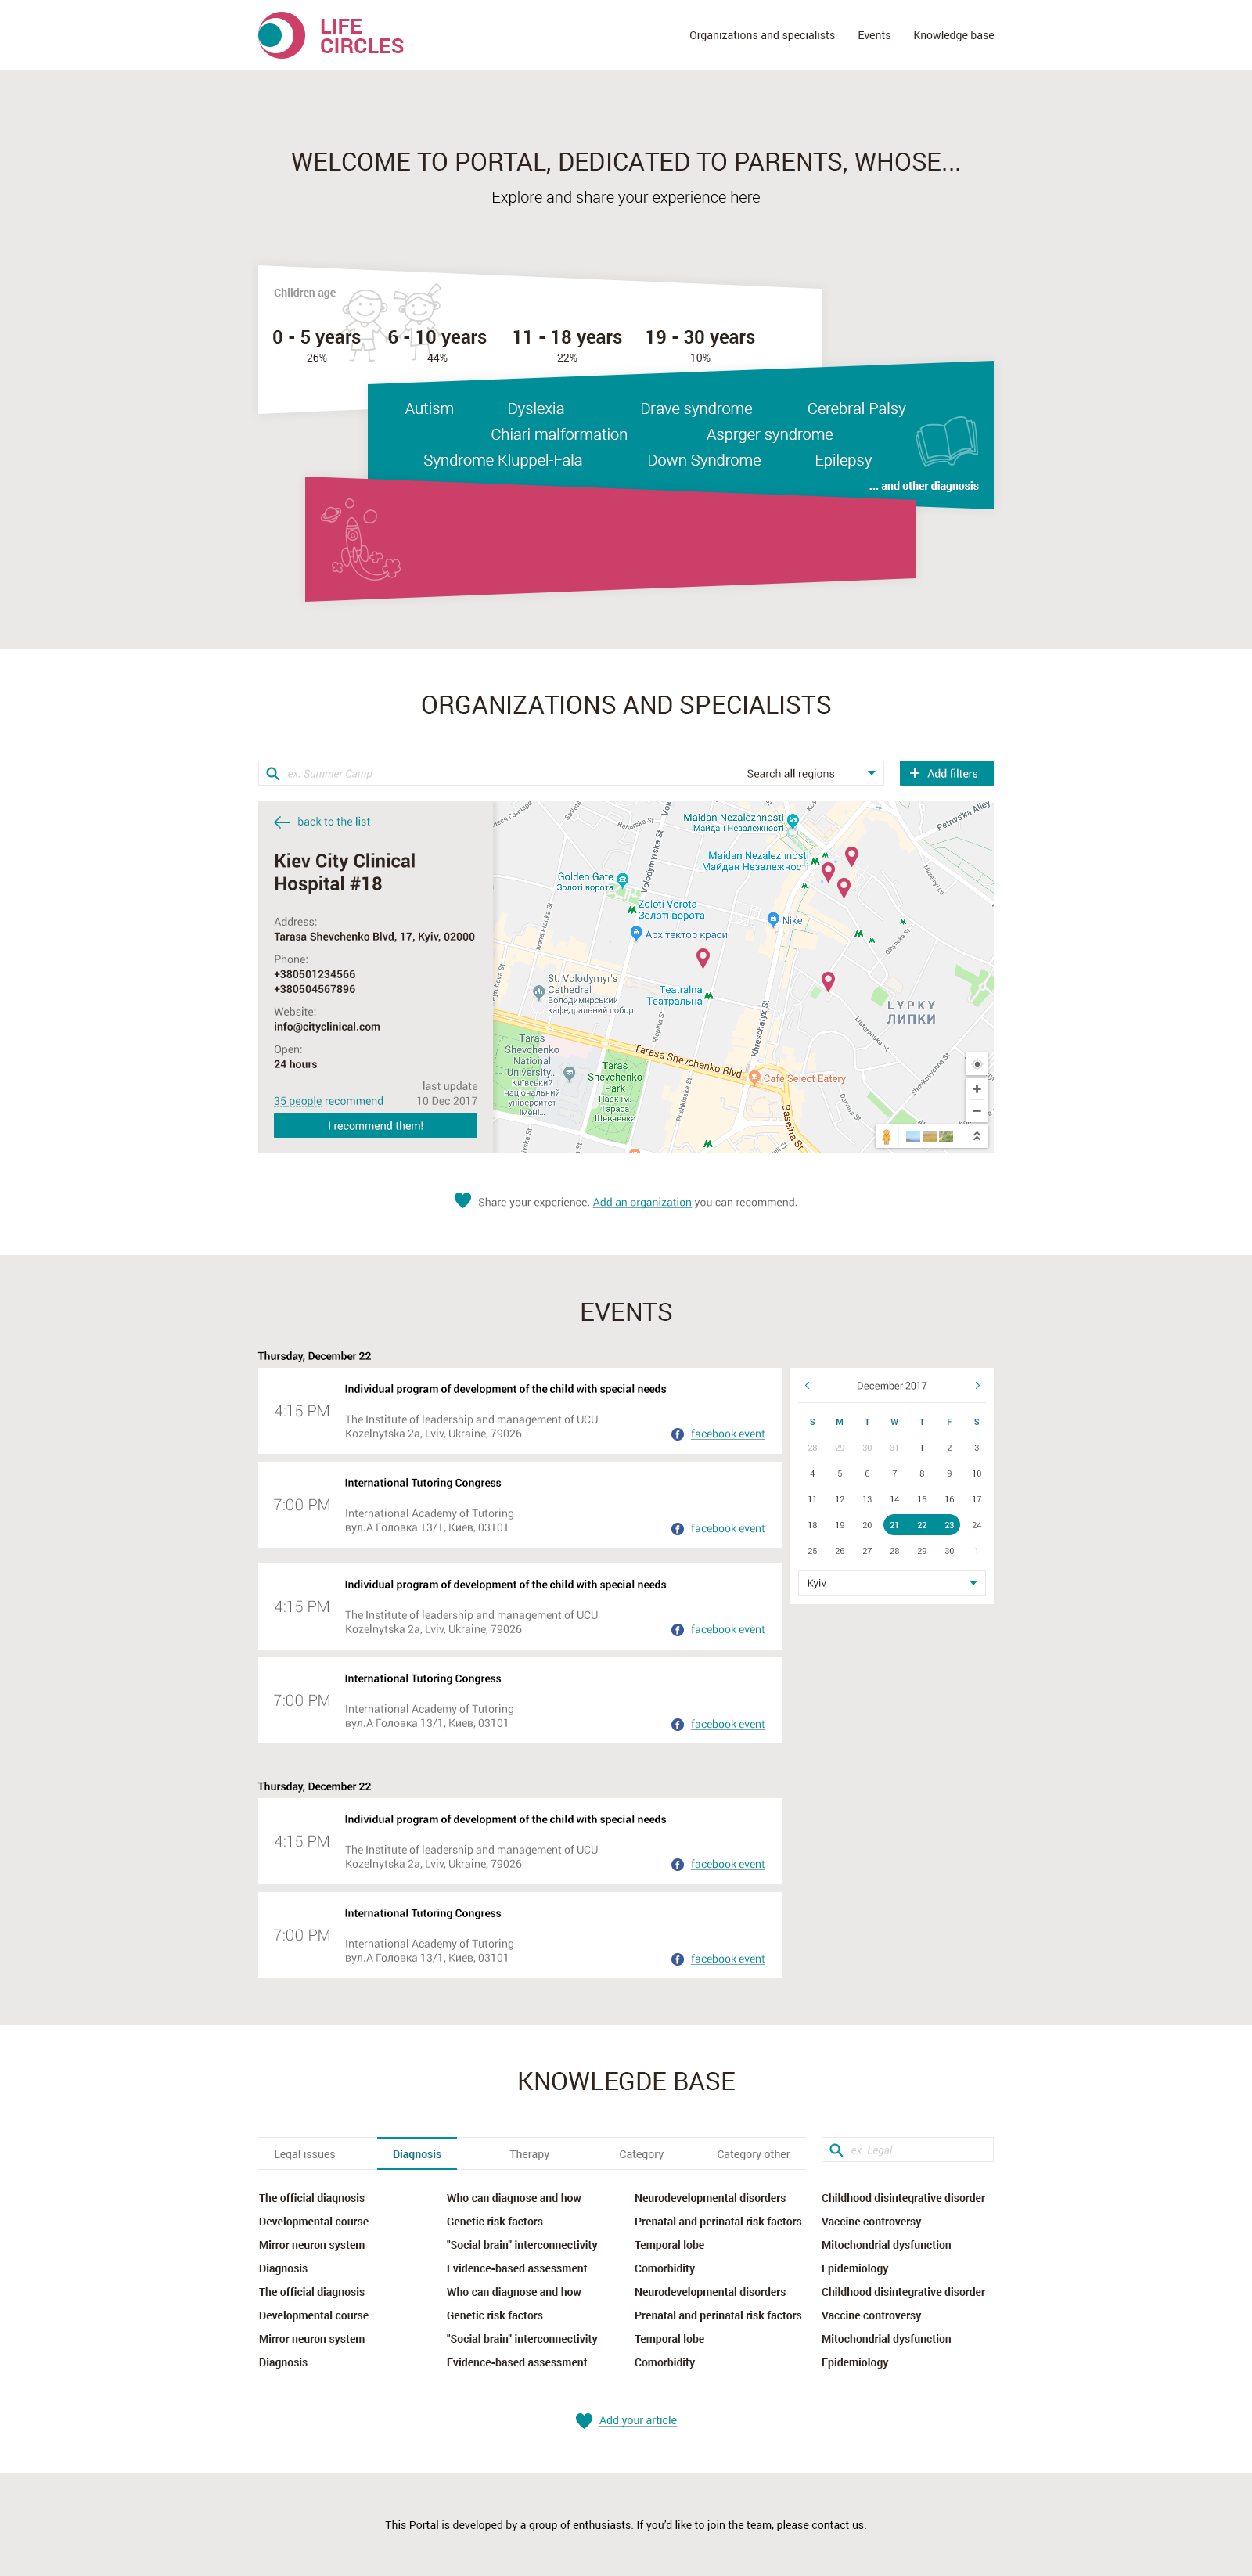 LIFE
CIRCLES
Organizations and specialists Events Knowledge base
WELCOME TO PORTAL, DEDICATED TO PARENTS, WHOSE...
Explore and share your experience here
Children age
0 - 5 years 6 - 10 years 11 - 18 years 19 - 30 years
26% 44% 22% 10%
Autism Dyslexia Drave syndrome Cerebral Palsy
Chiari malformation Asprger syndrome
Syndrome Kluppel-Fala Down Syndrome Epilepsy
... and other diagnosis
ORGANIZATIONS AND SPECIALISTS
ex. Summer Camp Search all regions Add filters
back to the list
Kiev City Clinical
Hospital #18
Address:
Tarasa Shevchenko Blvd, 17, Kyiv, 02000
Phone:
+380501234566
+380504567896
Website:
info@cityclinical.com
Open:
24 hours
last update
35 people recommend 10 Dec 2017
I recommend them!
Maidan Nezalezhnosti
Майдан Незалежності
Petrivs'ka Alley
Reitarska St
Volodymyrska St
Maidan Nezalezhnosti
Майдан Незалежності
Golden Gate
Золоті ворота
Zoloti Vorota
Золоті ворота
Ivana Franka St
Nike
Архітектор краси
St. Volodymyr's
Cathedral
Володимирський
кафедральний собор
Teatralna
Театральна
LYPKY
ЛИПКИ
Khreschatyk St
Luteranska St
Taras
Shevchenko
National
University...
Київський
національний
університет
імені...
Taras
Shevchenko
Park
Парк ім.
Тараса
Шевченка
Tarasa Shevchenko Blvd
Cafe Select Eatery
Pushkinska St
Baseina St
Darvina St
Shovkovychna St
Share your experience. Add an organization you can recommend.
EVENTS
Thursday, December 22
Individual program of development of the child with special needs
4:15 PM
The Institute of leadership and management of UCU
Kozelnytska 2a, Lviv, Ukraine, 79026
facebook event
International Tutoring Congress
7:00 PM
International Academy of Tutoring
вул.А Головка 13/1, Киев, 03101
facebook event
Individual program of development of the child with special needs
4:15 PM
The Institute of leadership and management of UCU
Kozelnytska 2a, Lviv, Ukraine, 79026
facebook event
International Tutoring Congress
7:00 PM
International Academy of Tutoring
вул.А Головка 13/1, Киев, 03101
facebook event
December 2017
S M T W T F S
28 29 30 31 1 2 3
4 5 6 7 8 9 10
11 12 13 14 15 16 17
18 19 20 21 22 23 24
25 26 27 28 29 30 1
Kyiv
Thursday, December 22
Individual program of development of the child with special needs
4:15 PM
The Institute of leadership and management of UCU
Kozelnytska 2a, Lviv, Ukraine, 79026
facebook event
International Tutoring Congress
7:00 PM
International Academy of Tutoring
вул.А Головка 13/1, Киев, 03101
facebook event
KNOWLEGDE BASE
Legal issues Diagnosis Therapy Category Category other ex. Legal
The official diagnosis Who can diagnose and how Neurodevelopmental disorders Childhood disintegrative disorder
Developmental course Genetic risk factors Prenatal and perinatal risk factors Vaccine controversy
Mirror neuron system "Social brain" interconnectivity Temporal lobe Mitochondrial dysfunction
Diagnosis Evidence-based assessment Comorbidity Epidemiology
The official diagnosis Who can diagnose and how Neurodevelopmental disorders Childhood disintegrative disorder
Developmental course Genetic risk factors Prenatal and perinatal risk factors Vaccine controversy
Mirror neuron system "Social brain" interconnectivity Temporal lobe Mitochondrial dysfunction
Diagnosis Evidence-based assessment Comorbidity Epidemiology
Add your article
This Portal is developed by a group of enthusiasts. If you'd like to join the team, please contact us.